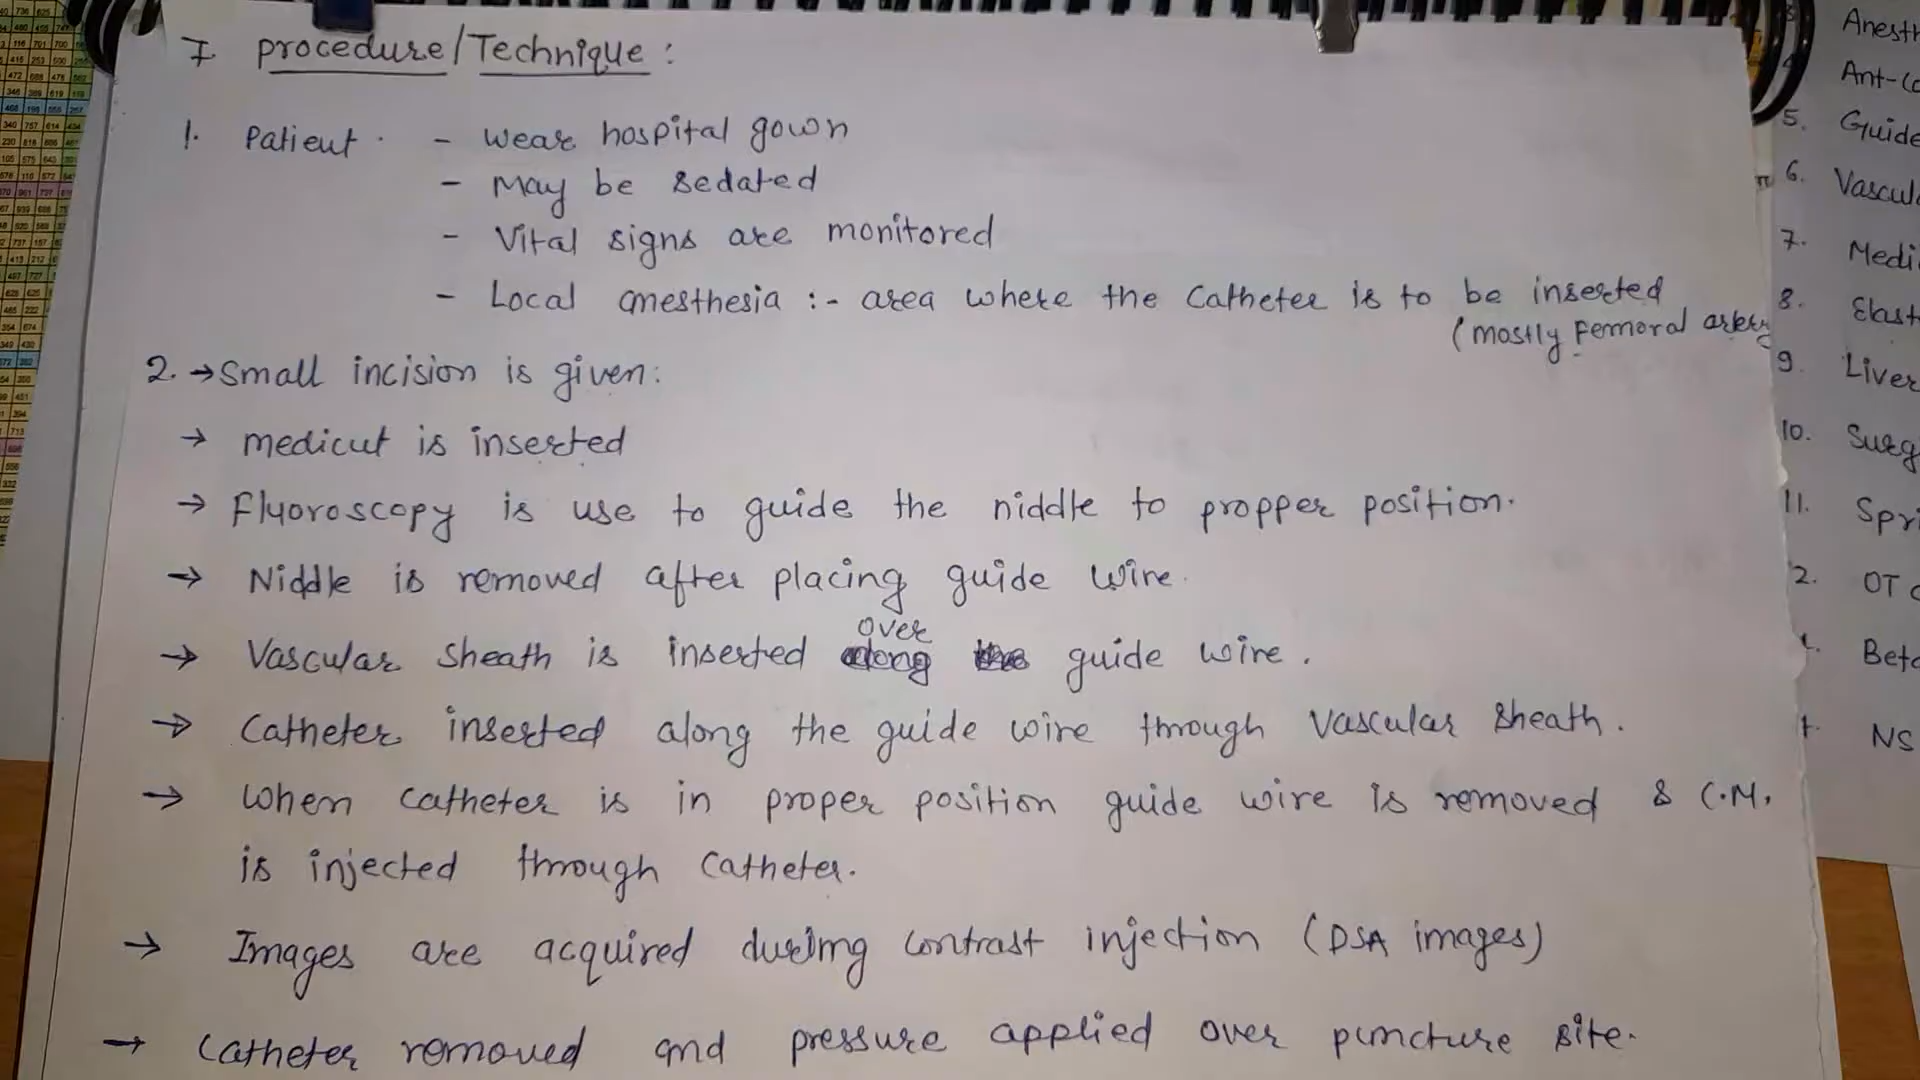 7 procedure/Technique :
1. Patient. - wear hospital gown
- May be sedated
- Vital signs are monitored
- Local anesthesia :- area where the Catheter is to be inserted
(mostly Femoral artery
2. → Small incision is given:
→ medicut is inserted
→ Flyoroscopy is use to guide the niddle to propper position.
→ Niddle is removed after placing guide wire.
over
→ Vascular Sheath is inserted along the guide wire.
→ Catheter inserted along the guide wire through Vascular Sheath.
→ When catheter is in proper position guide wire is removed & C.M.
is injected through Catheter.
→ Images are acquired during contrast injection (DSA images)
→ Catheter removed and pressure applied over puncture site.
Anesth
Ant-Co
5. Guide
6. Vascul
7. Medi
8. Elast
9. Liver
10. Surg
11. Spri
2. OT
Beta
NS